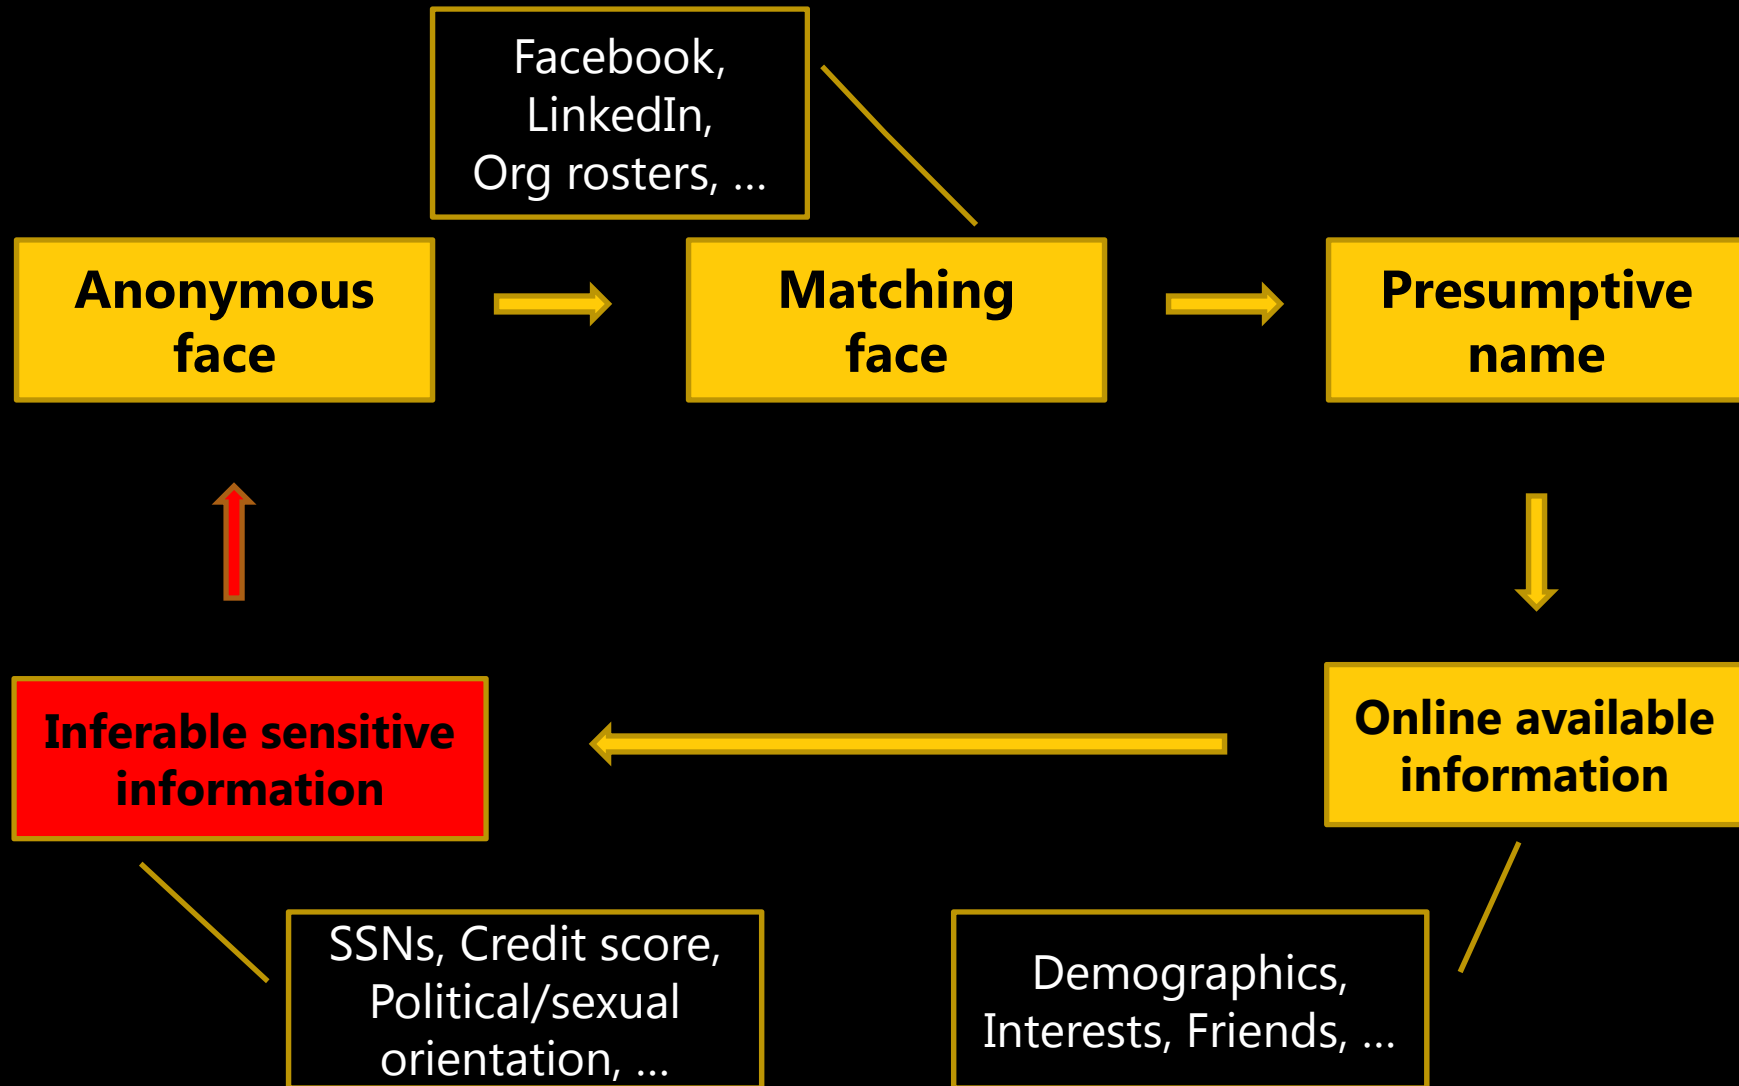 Facebook,
LinkedIn,
Org rosters, ...
Anonymous
face
Matching
face
Presumptive
name
Inferable sensitive
information
Online available
information
SSNs, Credit score,
Political/sexual
orientation, ...
Demographics,
Interests, Friends, ...